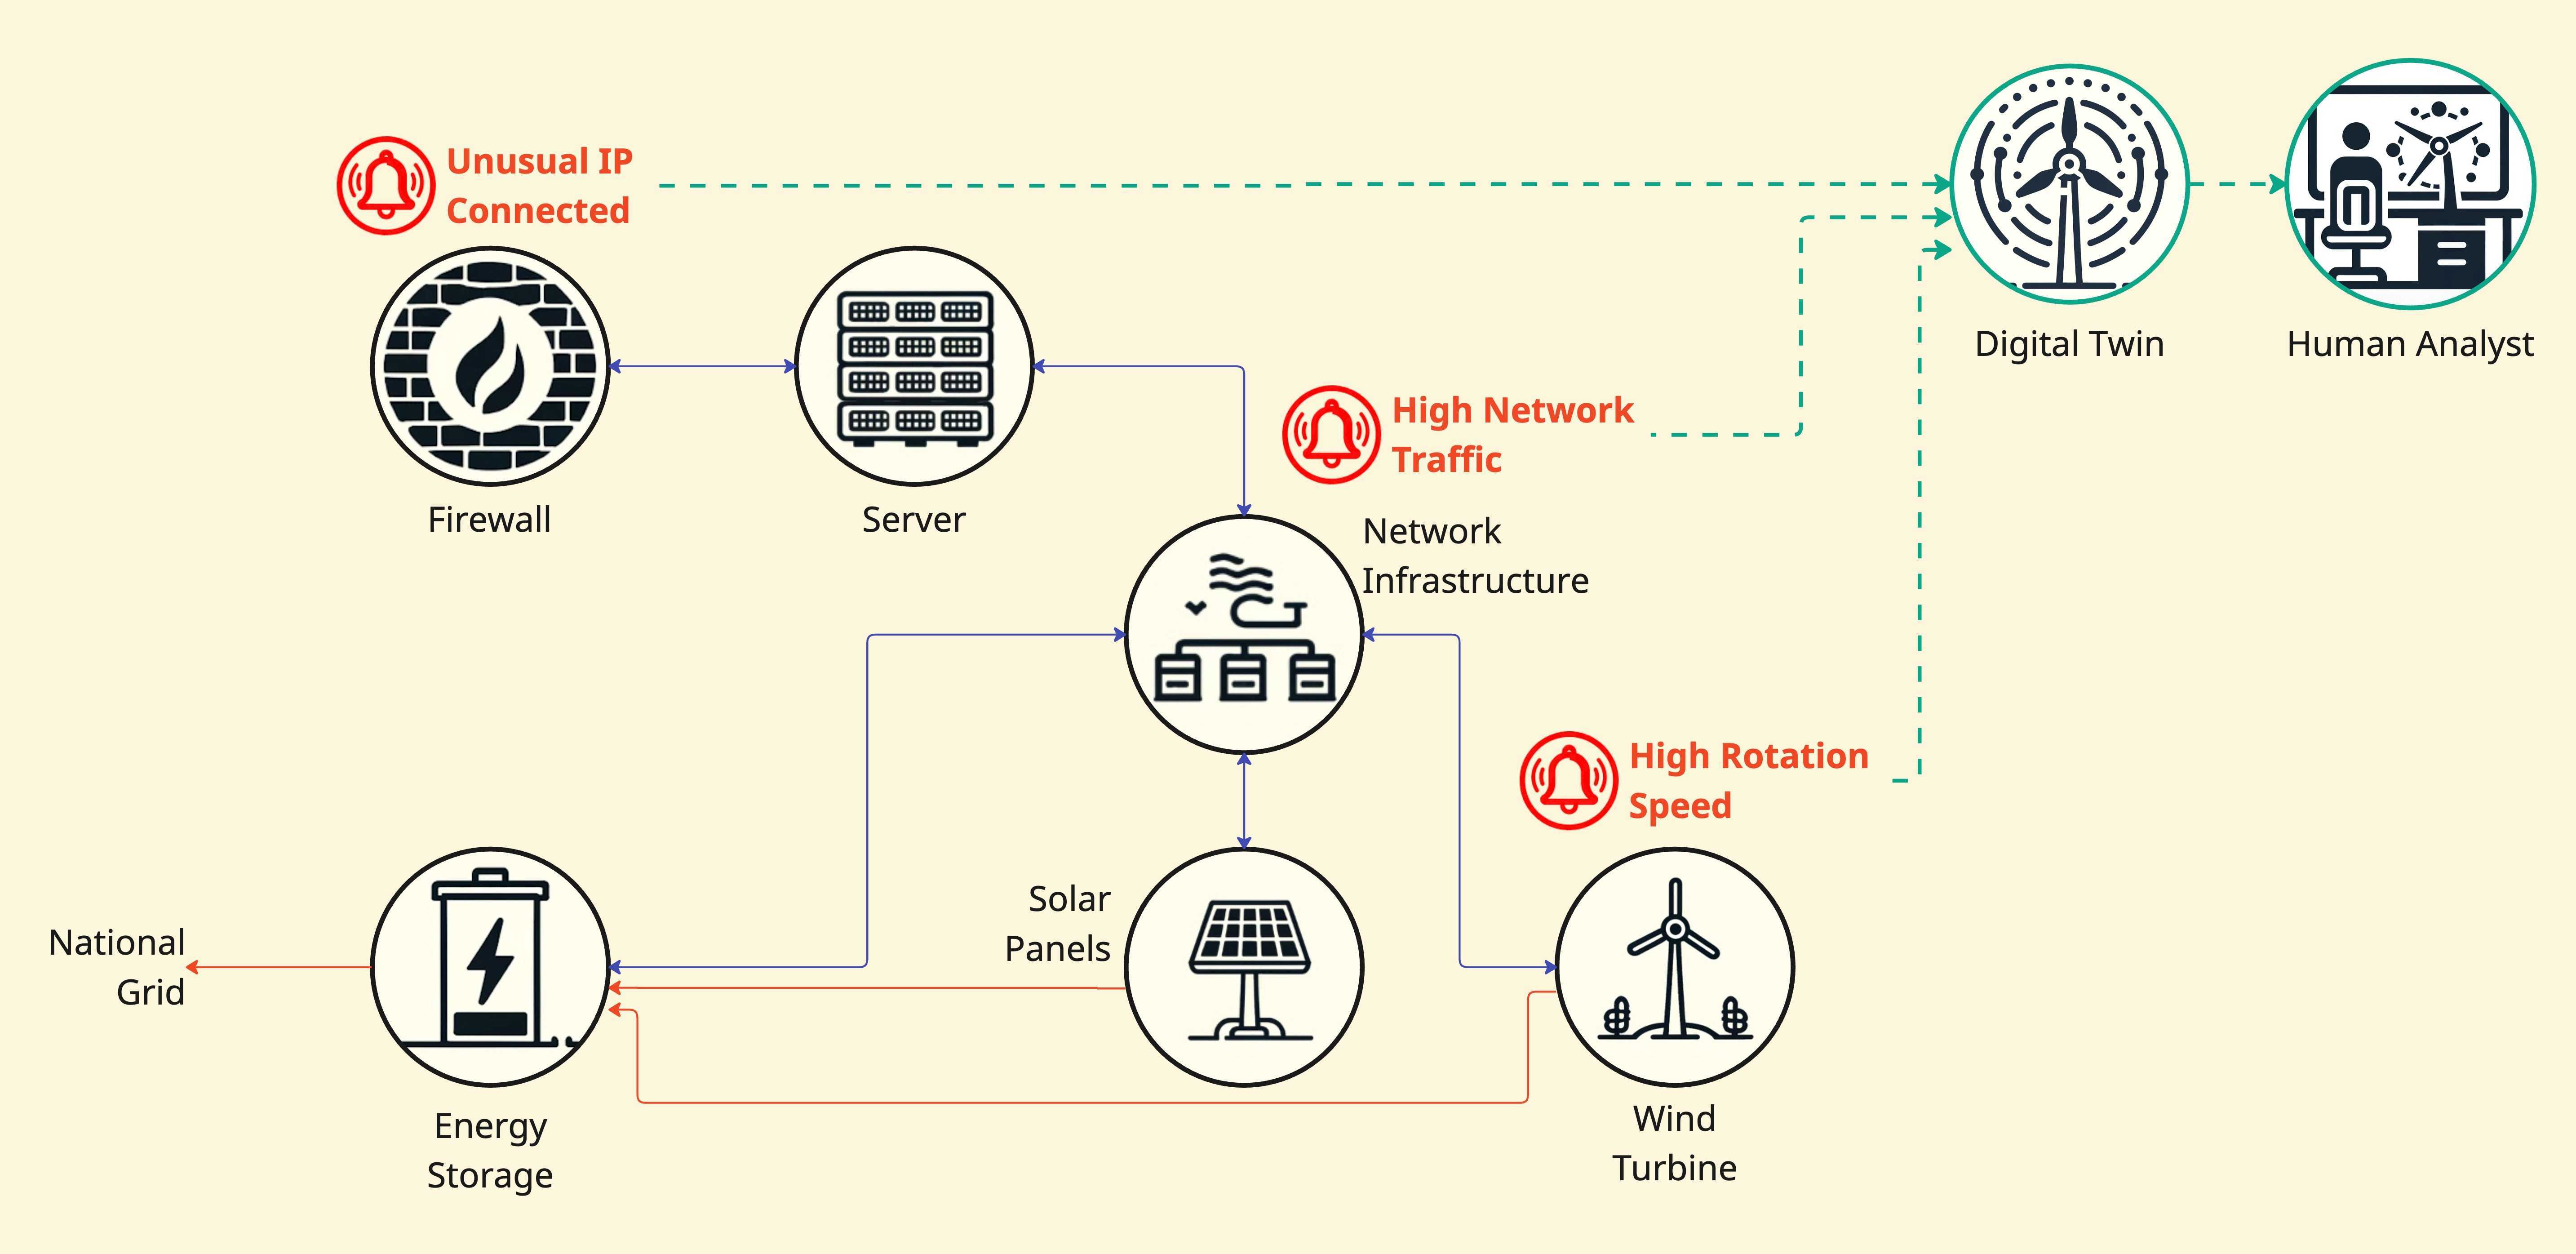 Unusual IP
Connected
Digital Twin
Human Analyst
High Network
Traffic
Firewall
Server
Network
Infrastructure
High Rotation
Speed
Solar
Panels
National
Grid
Energy
Storage
Wind
Turbine